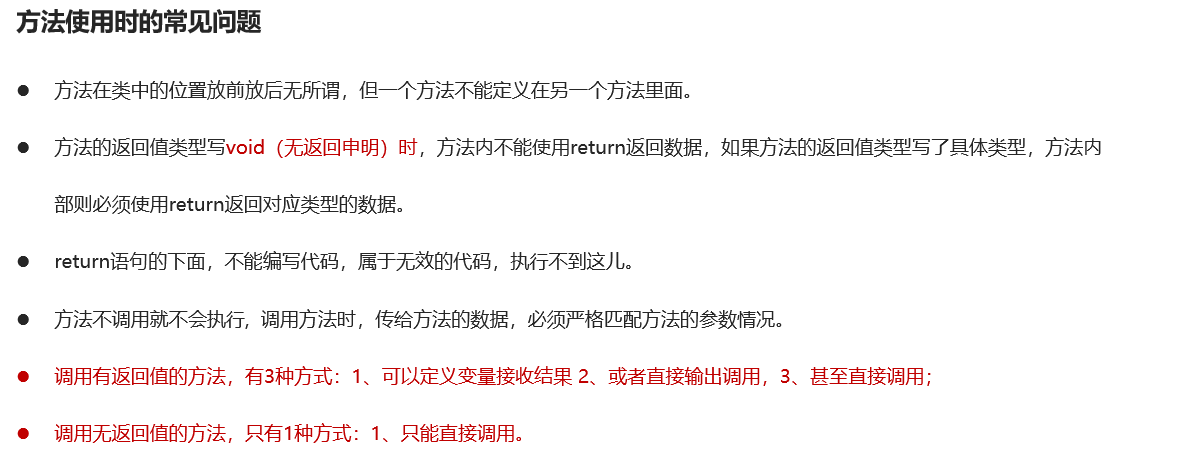 方法使用时的常见问题
● 方法在类中的位置放前放后无所谓，但一个方法不能定义在另一个方法里面。
● 方法的返回值类型写void（无返回申明）时，方法内不能使用return返回数据，如果方法的返回值类型写了具体类型，方法内
部则必须使用return返回对应类型的数据。
● return语句的下面，不能编写代码，属于无效的代码，执行不到这儿。
● 方法不调用就不会执行, 调用方法时，传给方法的数据，必须严格匹配方法的参数情况。
● 调用有返回值的方法，有3种方式：1、可以定义变量接收结果 2、或者直接输出调用，3、甚至直接调用；
● 调用无返回值的方法，只有1种方式：1、只能直接调用。